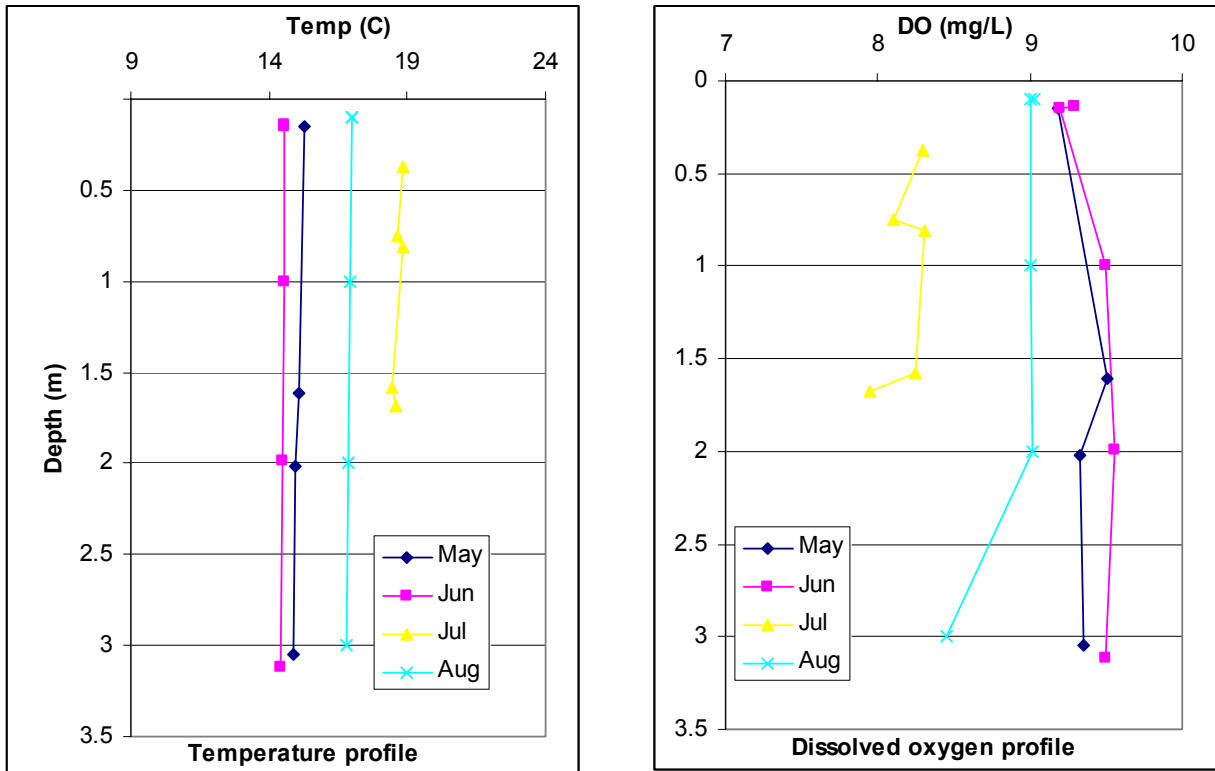 Temp (C)
9 14 19 24
0.5
1
1.5
2
2.5
3
3.5
Depth (m)
May
Jun
Jul
Aug
Temperature profile
DO (mg/L)
7 8 9 10
0
0.5
1
1.5
2
2.5
3
3.5
May
Jun
Jul
Aug
Dissolved oxygen profile